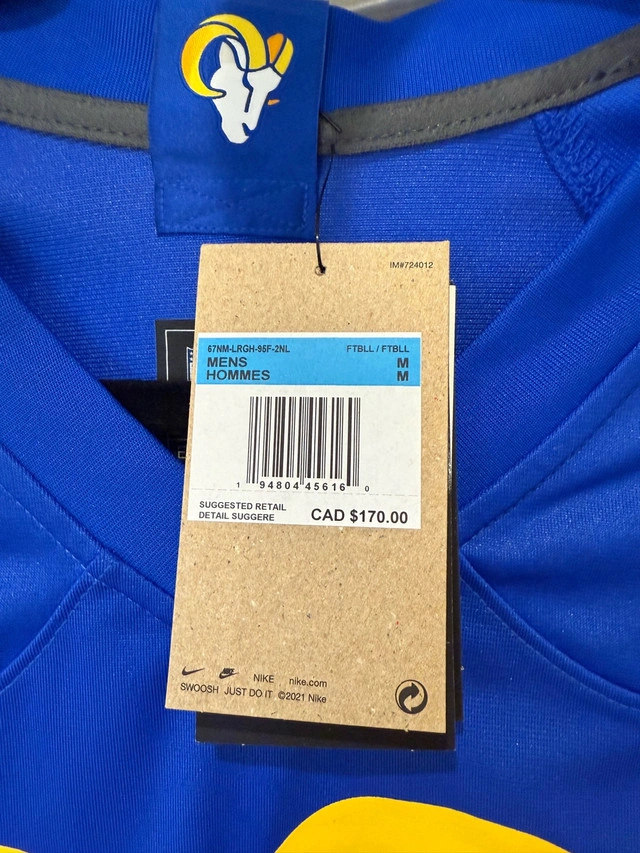 IM#724012
67NM-LRGH-95F-2NL FTBLL / FTBLL
MENS M
HOMMES M
1 94804 45616 0
SUGGESTED RETAIL
DETAIL SUGGERE CAD $170.00
NIKE nike.com
SWOOSH JUST DO IT ©2021 Nike